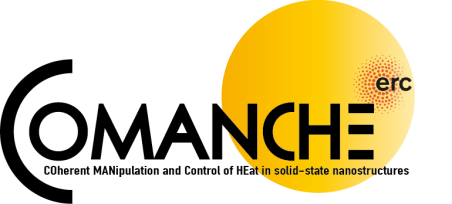 erc
COMANCHE
COherent MANipulation and Control of HEat in solid-state nanostructures